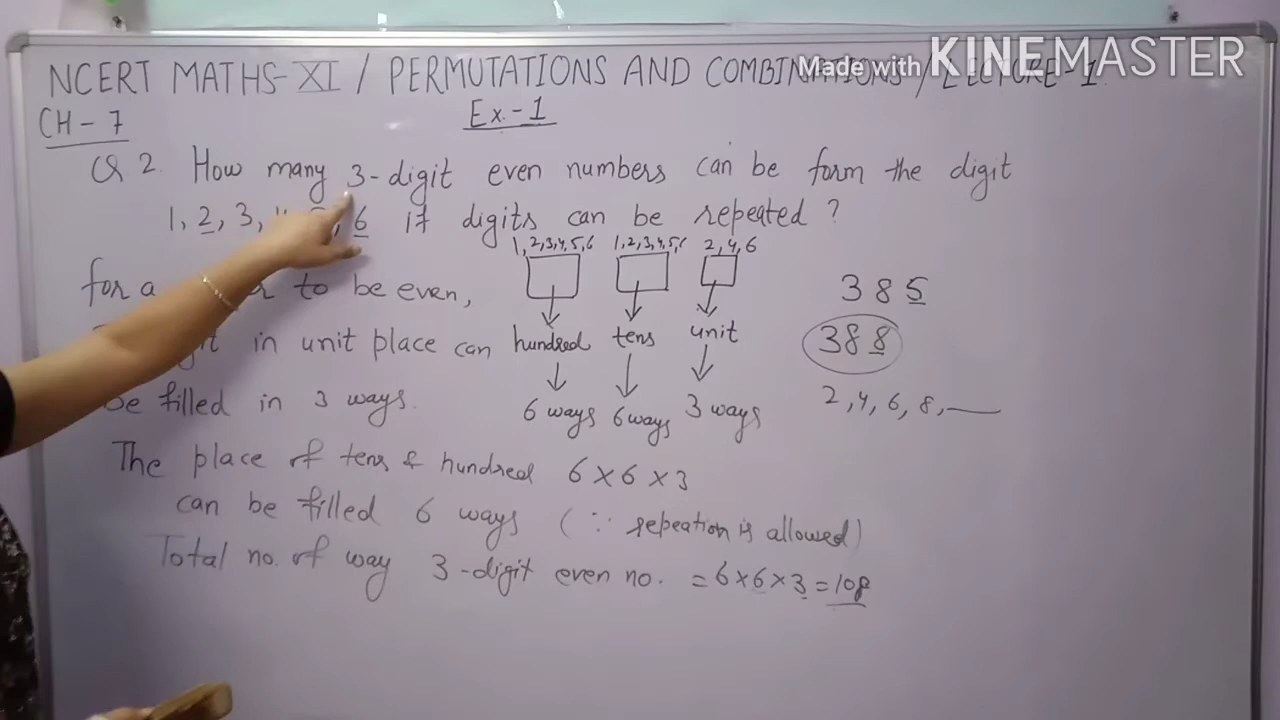 NCERT MATHS-XI / PERMUTATIONS AND COMBINATIONS / LECTURE-1.
Made with KINEMASTER
CH-7
Ex.-1
Q 2. How many 3-digit even numbers can be form the digit
1, 2, 3, 6 if digits can be repeated ?
1,2,3,4,5,6 1,2,3,4,5,6 2,4,6
for a to be even,
385
hundred tens unit
388
in unit place can
be filled in 3 ways.
6 ways 6 ways 3 ways
2,4,6,8,
The place of tens & hundred 6×6×3
can be filled 6 ways (∵ repeation is allowed)
Total no. of way 3-digit even no. = 6×6×3 = 108